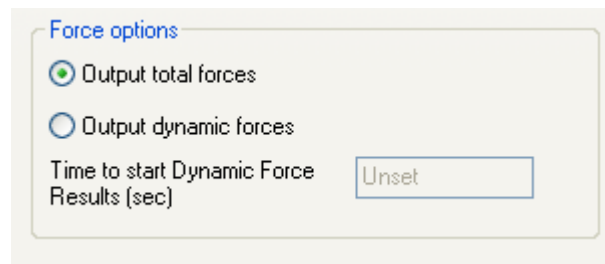 Force options
Output total forces
Output dynamic forces
Time to start Dynamic Force
Results (sec)
Unset